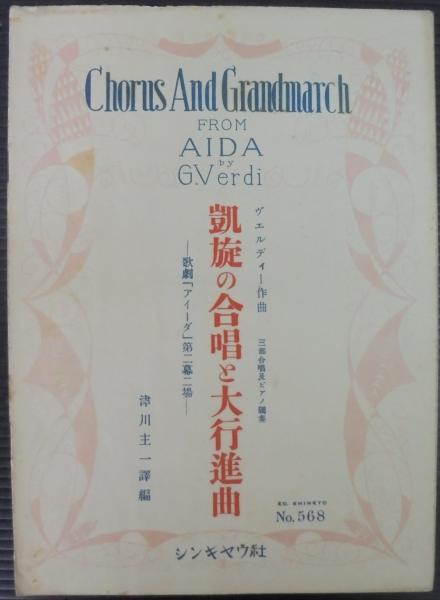 Chorus And Grandmarch
FROM
AIDA
by
G.Verdi
ヴエルディー作曲
三部合唱及ピアノ獨奏
凱旋の合唱と大行進曲
—歌劇「アイーダ」第二幕二場—
津川主一譯編
ED. SHINKYO
No.568
シンキヤウ社